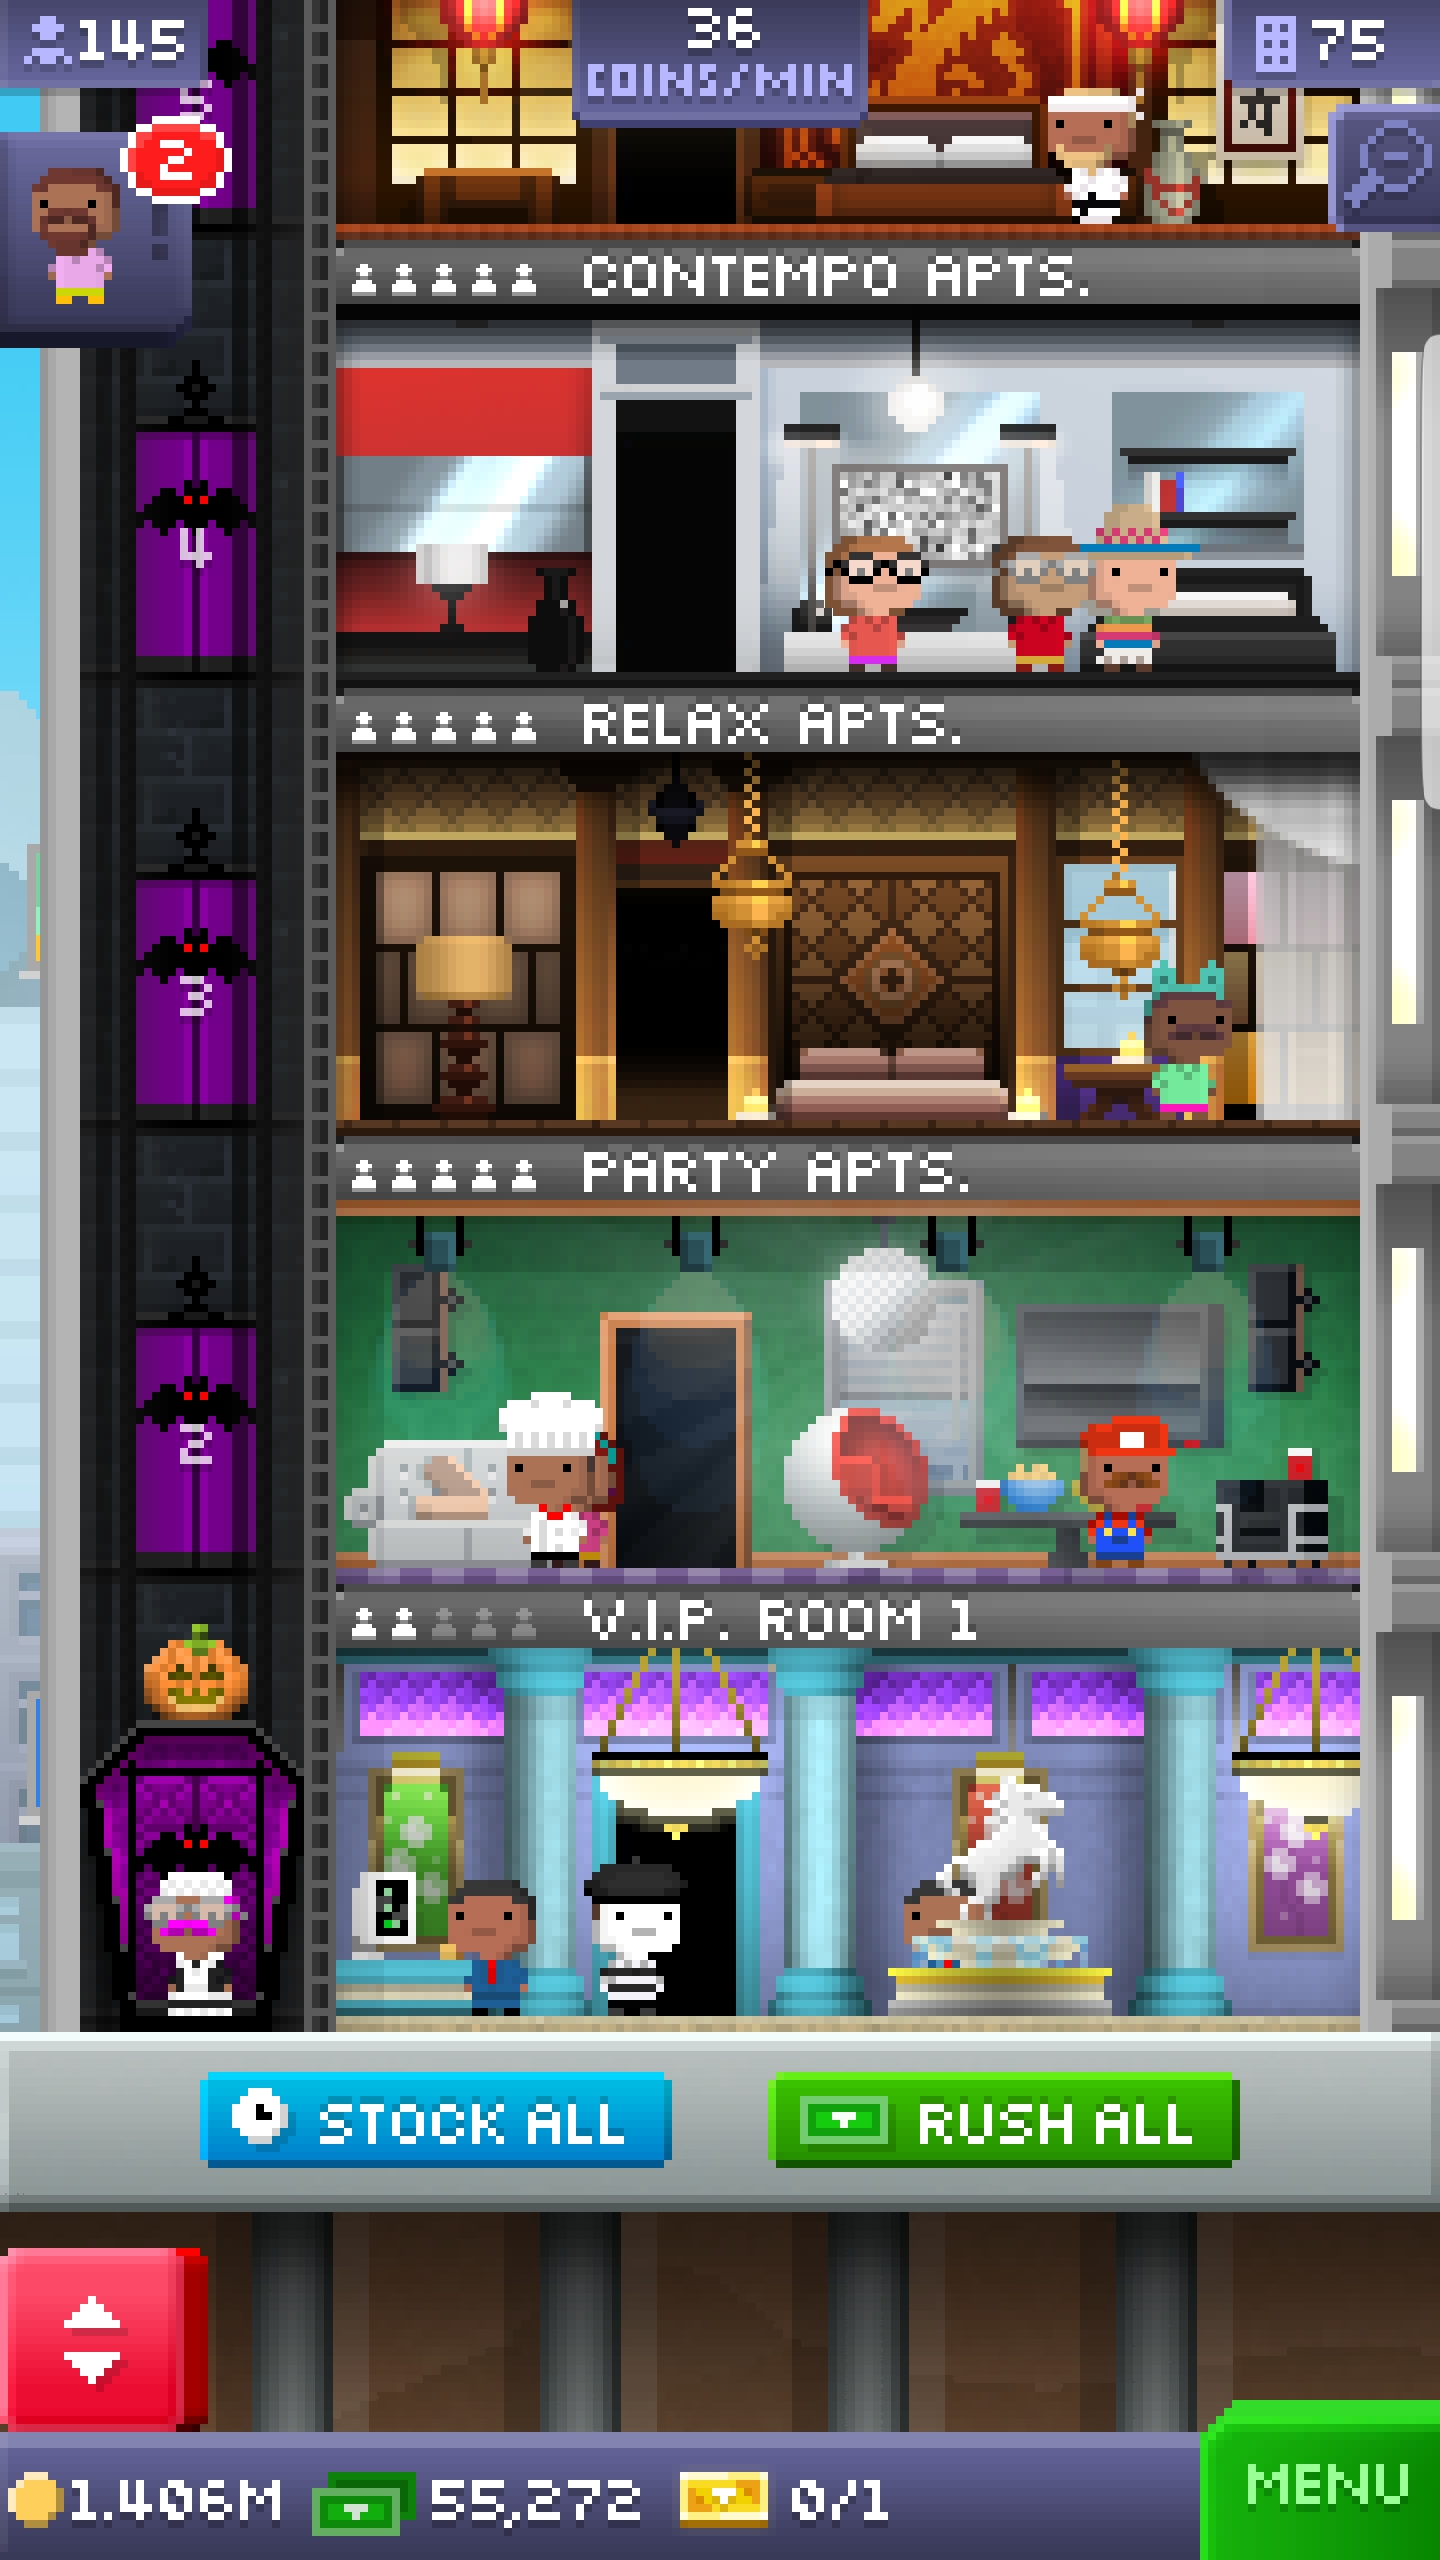 145
36
COINS/MIN
75
5
2
CONTEMPO APTS.
4
RELAX APTS.
3
PARTY APTS.
2
V.I.P. ROOM 1
STOCK ALL
RUSH ALL
1.406M
55,272
0/1
MENU